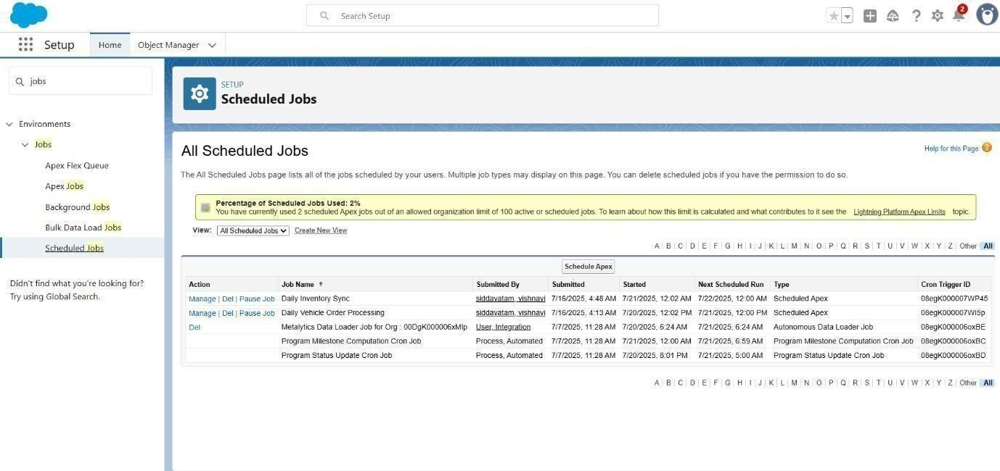 Search Setup
2
Setup
Home
Object Manager
jobs
Environments
Jobs
Apex Flex Queue
Apex Jobs
Background Jobs
Bulk Data Load Jobs
Scheduled Jobs
Didn't find what you're looking for?
Try using Global Search.
SETUP
Scheduled Jobs
All Scheduled Jobs
Help for this Page ?
The All Scheduled Jobs page lists all of the jobs scheduled by your users. Multiple job types may display on this page. You can delete scheduled jobs if you have the permission to do so.
Percentage of Scheduled Jobs Used: 2%
You have currently used 2 scheduled Apex jobs out of an allowed organization limit of 100 active or scheduled jobs. To learn about how this limit is calculated and what contributes to it see the Lightning Platform Apex Limits topic.
View: All Scheduled Jobs Create New View
A | B | C | D | E | F | G | H | I | J | K | L | M | N | O | P | Q | R | S | T | U | V | W | X | Y | Z | Other All
Schedule Apex
Action Job Name ↑ Submitted By Submitted Started Next Scheduled Run Type Cron Trigger ID
Manage | Del | Pause Job Daily Inventory Sync siddavatam, vishnavi 7/16/2025, 4:48 AM 7/21/2025, 12:02 AM 7/22/2025, 12:00 AM Scheduled Apex 08egK000007WP45
Manage | Del | Pause Job Daily Vehicle Order Processing siddavatam, vishnavi 7/16/2025, 4:13 AM 7/20/2025, 12:02 PM 7/21/2025, 12:00 PM Scheduled Apex 08egK000007WI5p
Del Metalytics Data Loader Job for Org : 00DgK000006xMlp User, Integration 7/7/2025, 11:28 AM 7/20/2025, 6:24 AM 7/21/2025, 6:24 AM Autonomous Data Loader Job 08egK000006oxBE
Program Milestone Computation Cron Job Process, Automated 7/7/2025, 11:28 AM 7/21/2025, 12:00 AM 7/21/2025, 6:59 AM Program Milestone Computation Cron Job 08egK000006oxBC
Program Status Update Cron Job Process, Automated 7/7/2025, 11:28 AM 7/20/2025, 8:01 PM 7/21/2025, 5:00 AM Program Status Update Cron Job 08egK000006oxBD
A | B | C | D | E | F | G | H | I | J | K | L | M | N | O | P | Q | R | S | T | U | V | W | X | Y | Z | Other All